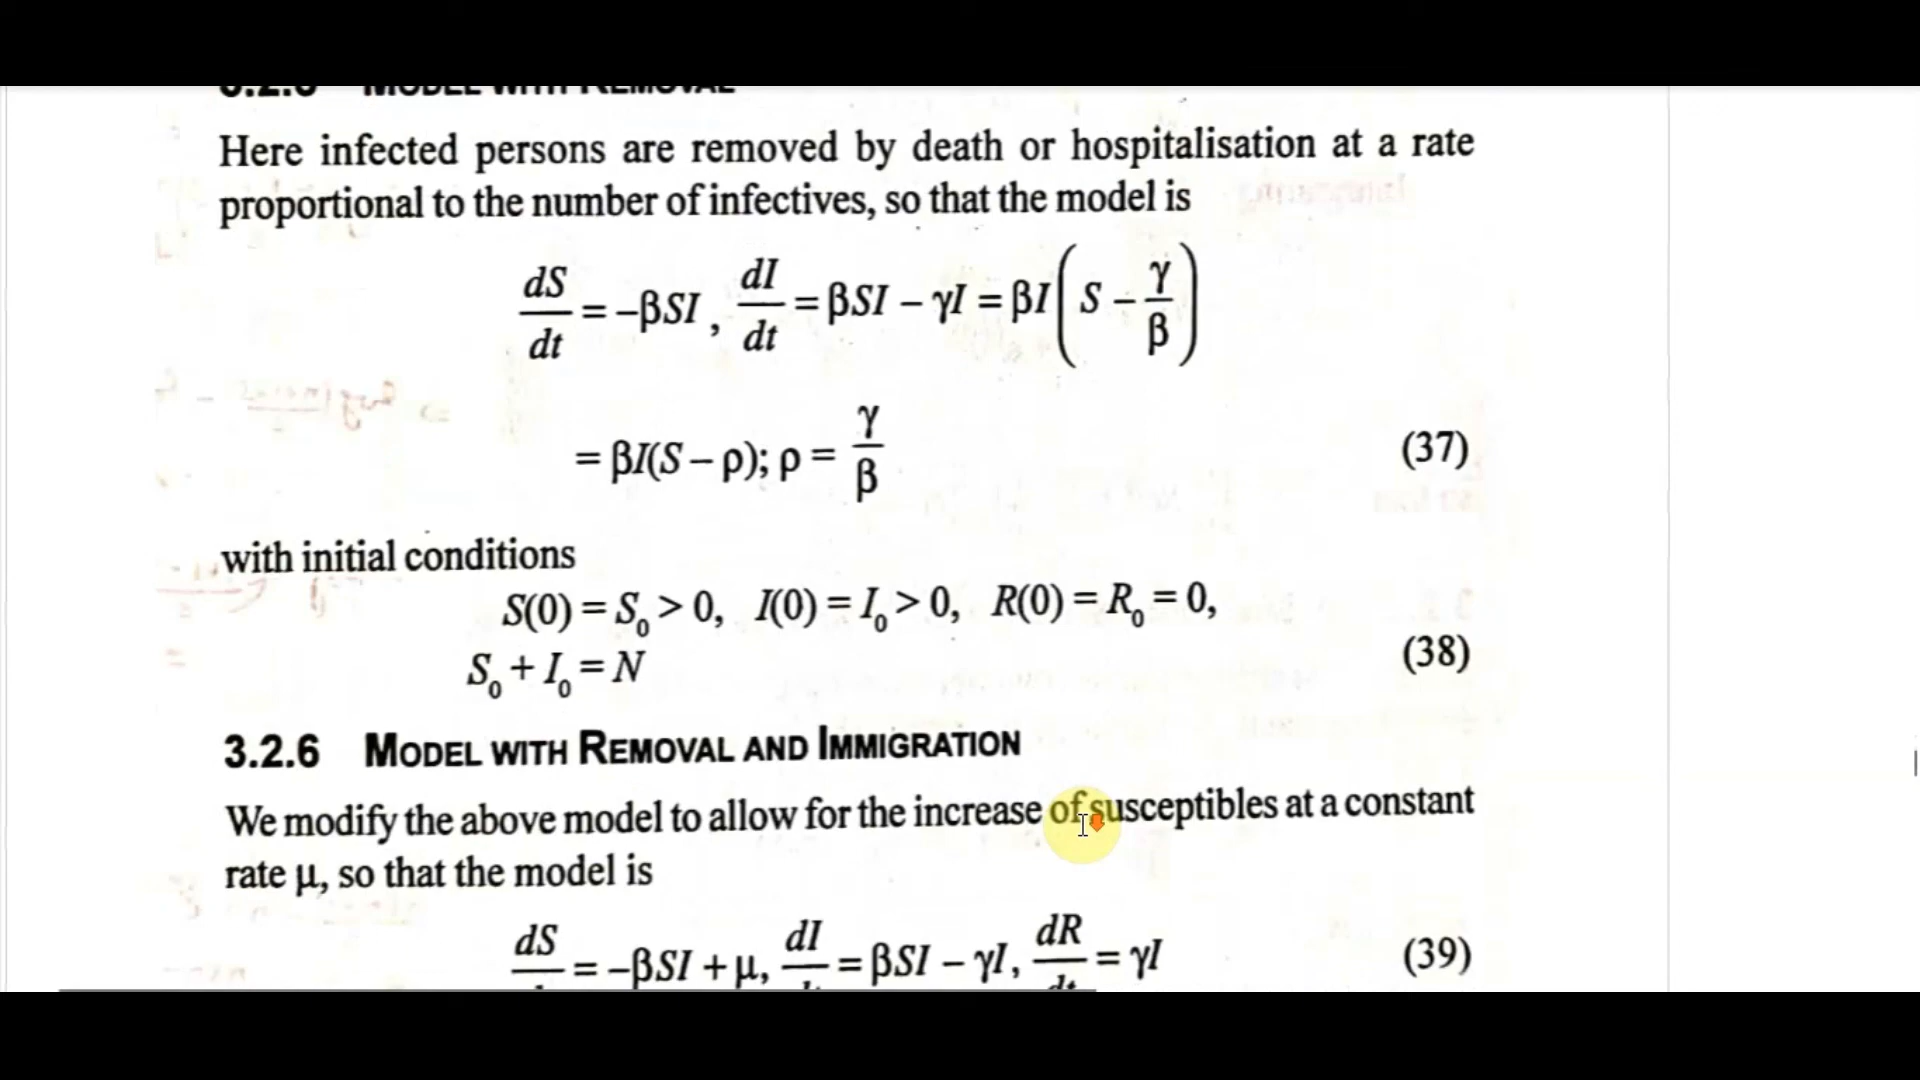 MODEL WITH REMOVAL
Here infected persons are removed by death or hospitalisation at a rate
proportional to the number of infectives, so that the model is
dS/dt = –βSI , dI/dt = βSI – γI = βI( S – γ/β )
= βI(S – ρ); ρ = γ/β (37)
with initial conditions
S(0) = S₀ > 0, I(0) = I₀ > 0, R(0) = R₀ = 0,
S₀ + I₀ = N (38)
3.2.6 MODEL WITH REMOVAL AND IMMIGRATION
We modify the above model to allow for the increase of susceptibles at a constant
rate μ, so that the model is
dS = –βSI + μ, dI = βSI – γI, dR/dt = γI (39)